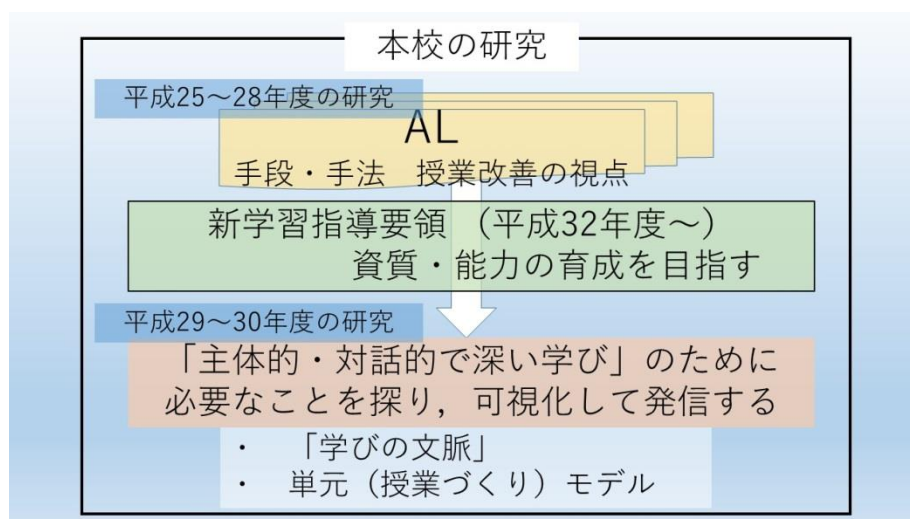 本校の研究
平成25～28年度の研究
AL
手段・手法　授業改善の視点
新学習指導要領　（平成32年度～）
資質・能力の育成を目指す
平成29～30年度の研究
「主体的・対話的で深い学び」のために
必要なことを探り，可視化して発信する
・　「学びの文脈」
・　単元（授業づくり）モデル